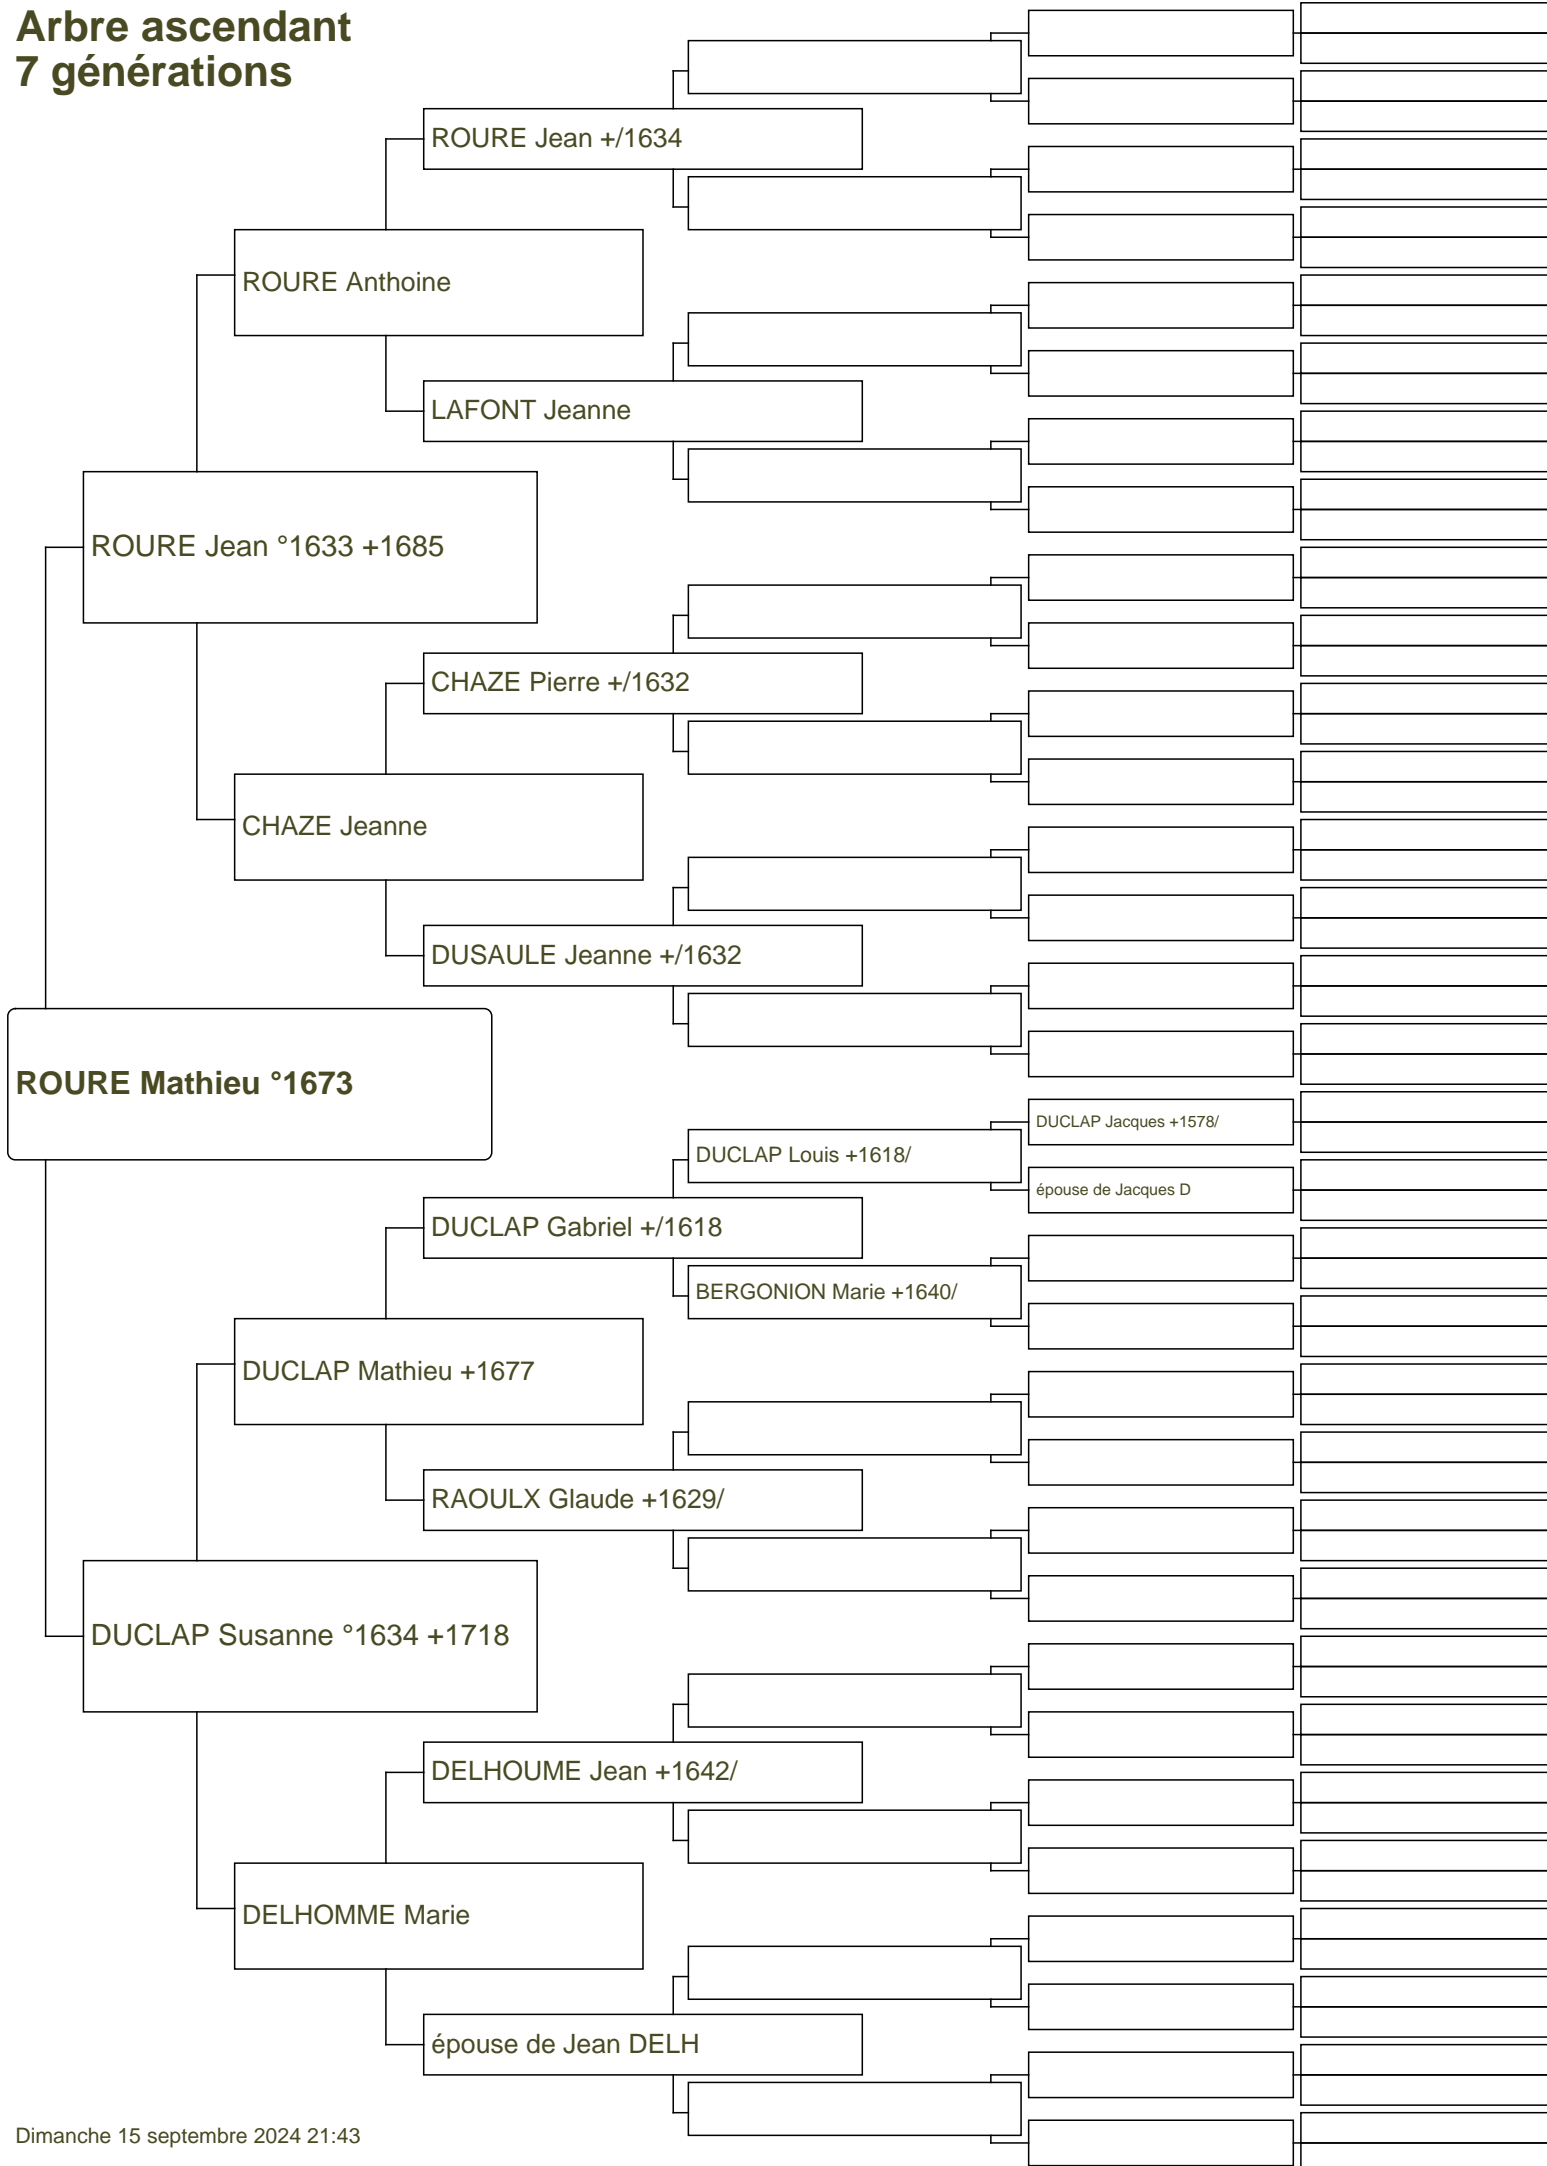 Arbre ascendant
7 générations
ROURE Jean +/1634
ROURE Anthoine
LAFONT Jeanne
ROURE Jean °1633 +1685
CHAZE Pierre +/1632
CHAZE Jeanne
DUSAULE Jeanne +/1632
ROURE Mathieu °1673
DUCLAP Jacques +1578/
DUCLAP Louis +1618/
épouse de Jacques D
DUCLAP Gabriel +/1618
BERGONION Marie +1640/
DUCLAP Mathieu +1677
RAOULX Glaude +1629/
DUCLAP Susanne °1634 +1718
DELHOUME Jean +1642/
DELHOMME Marie
épouse de Jean DELH
Dimanche 15 septembre 2024 21:43